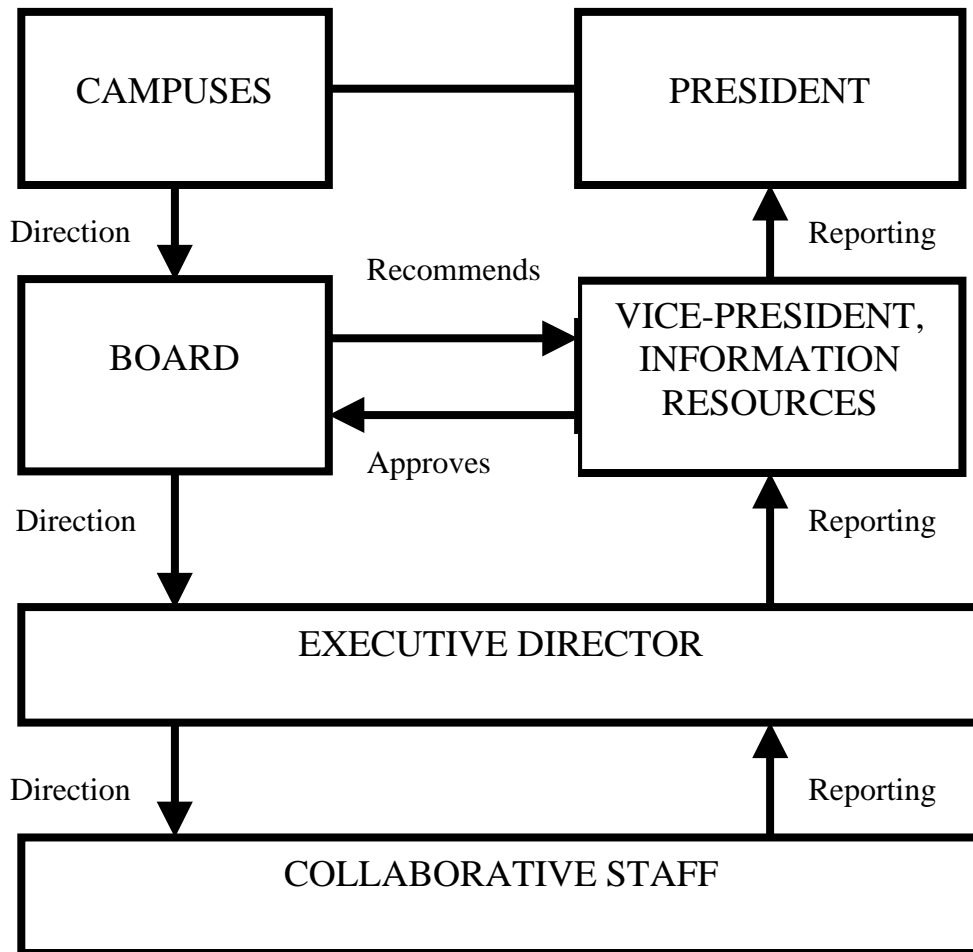 CAMPUSES
PRESIDENT
Direction
Reporting
Recommends
BOARD
VICE-PRESIDENT,
INFORMATION
RESOURCES
Approves
Direction
Reporting
EXECUTIVE DIRECTOR
Direction
Reporting
COLLABORATIVE STAFF